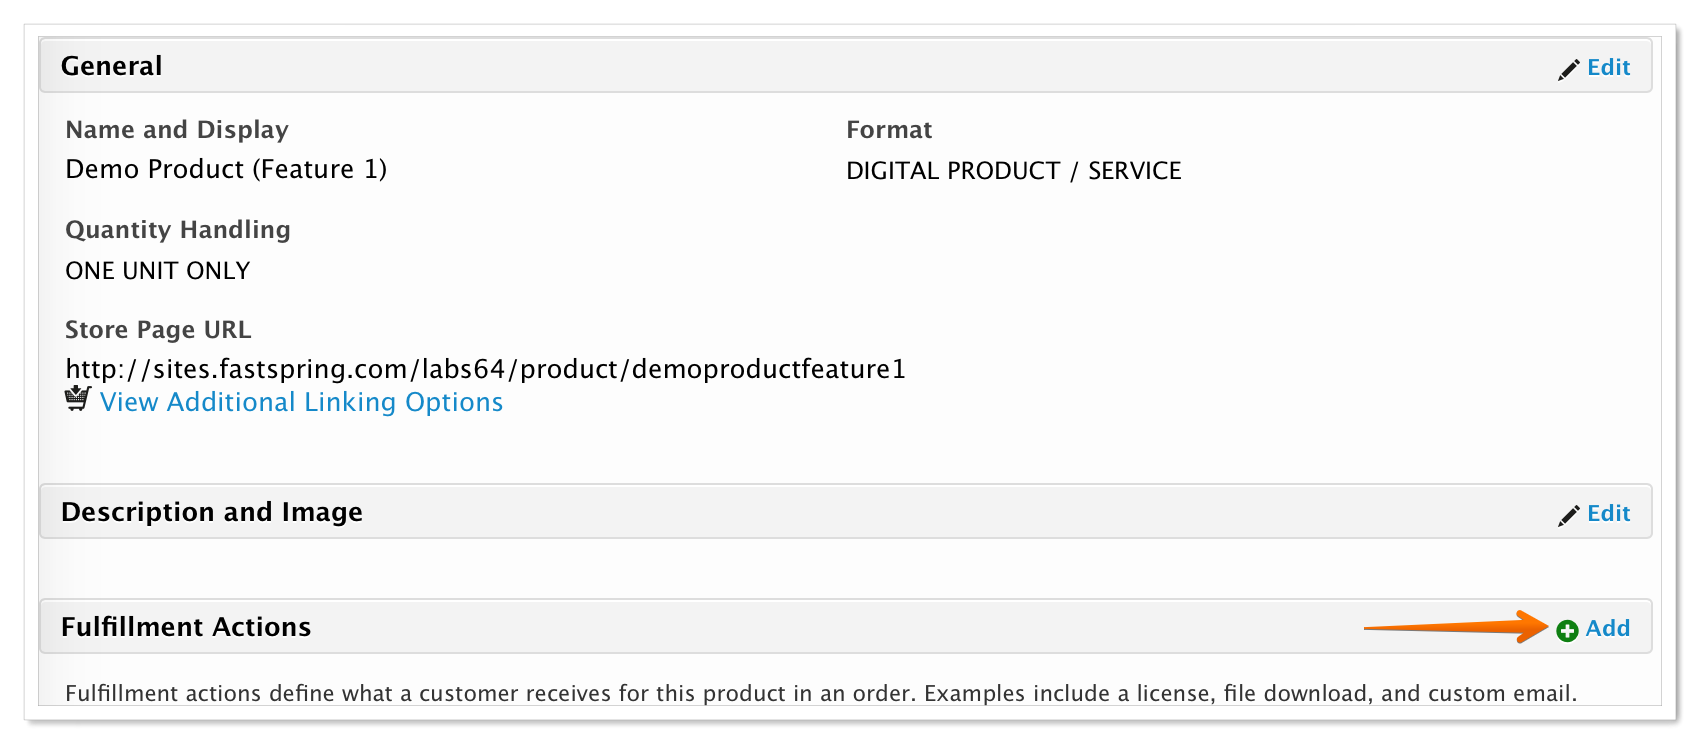 General
Edit
Name and Display
Format
Demo Product (Feature 1)
DIGITAL PRODUCT / SERVICE
Quantity Handling
ONE UNIT ONLY
Store Page URL
http://sites.fastspring.com/labs64/product/demoproductfeature1
View Additional Linking Options
Description and Image
Edit
Fulfillment Actions
Add
Fulfillment actions define what a customer receives for this product in an order. Examples include a license, file download, and custom email.